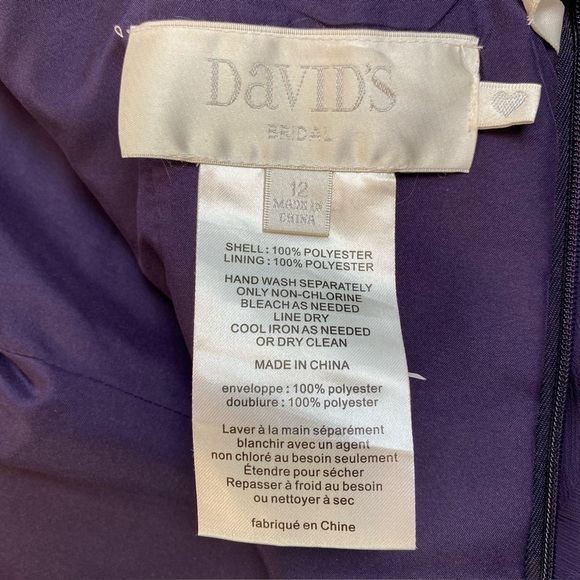 DaVID'S
BRIDAL
12
MADE IN
CHINA
SHELL : 100% POLYESTER
LINING : 100% POLYESTER
HAND WASH SEPARATELY
ONLY NON-CHLORINE
BLEACH AS NEEDED
LINE DRY
COOL IRON AS NEEDED
OR DRY CLEAN
MADE IN CHINA
enveloppe : 100% polyester
doublure : 100% polyester
Laver à la main séparément
blanchir avec un agent
non chloré au besoin seulement
Étendre pour sécher
Repasser à froid au besoin
ou nettoyer à sec
fabriqué en Chine